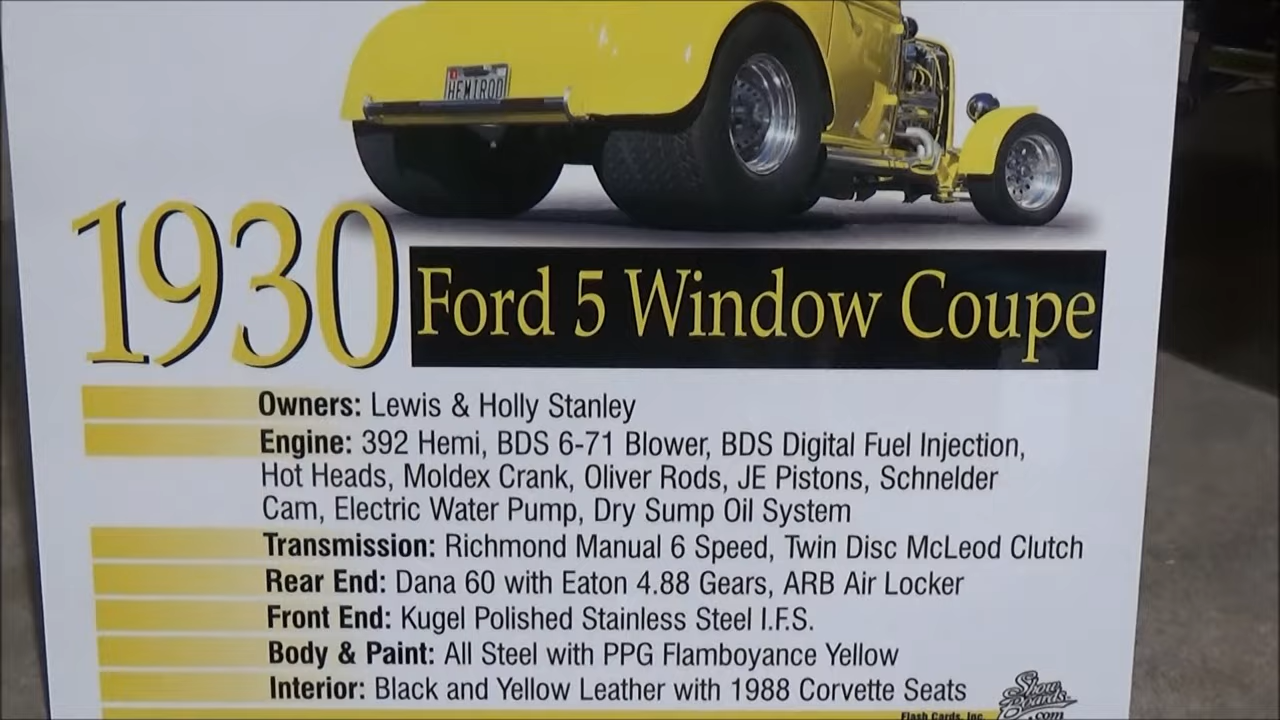 HEMIROD
1930
Ford 5 Window Coupe
Owners: Lewis & Holly Stanley
Engine: 392 Hemi, BDS 6-71 Blower, BDS Digital Fuel Injection,
Hot Heads, Moldex Crank, Oliver Rods, JE Pistons, Schnelder
Cam, Electric Water Pump, Dry Sump Oil System
Transmission: Richmond Manual 6 Speed, Twin Disc McLeod Clutch
Rear End: Dana 60 with Eaton 4.88 Gears, ARB Air Locker
Front End: Kugel Polished Stainless Steel I.F.S.
Body & Paint: All Steel with PPG Flamboyance Yellow
Interior: Black and Yellow Leather with 1988 Corvette Seats
Show
Boards
.com
Flash Cards, Inc.